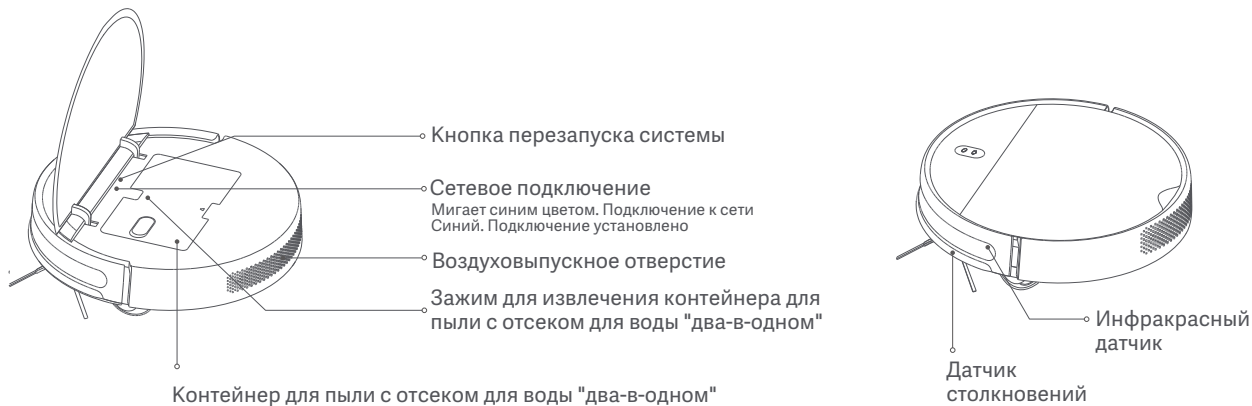 Кнопка перезапуска системы
Сетевое подключение
Мигает синим цветом. Подключение к сети
Синий. Подключение установлено
Воздуховыпускное отверстие
Зажим для извлечения контейнера для
пыли с отсеком для воды "два-в-одном"
Контейнер для пыли с отсеком для воды "два-в-одном"
Инфракрасный
датчик
Датчик
столкновений